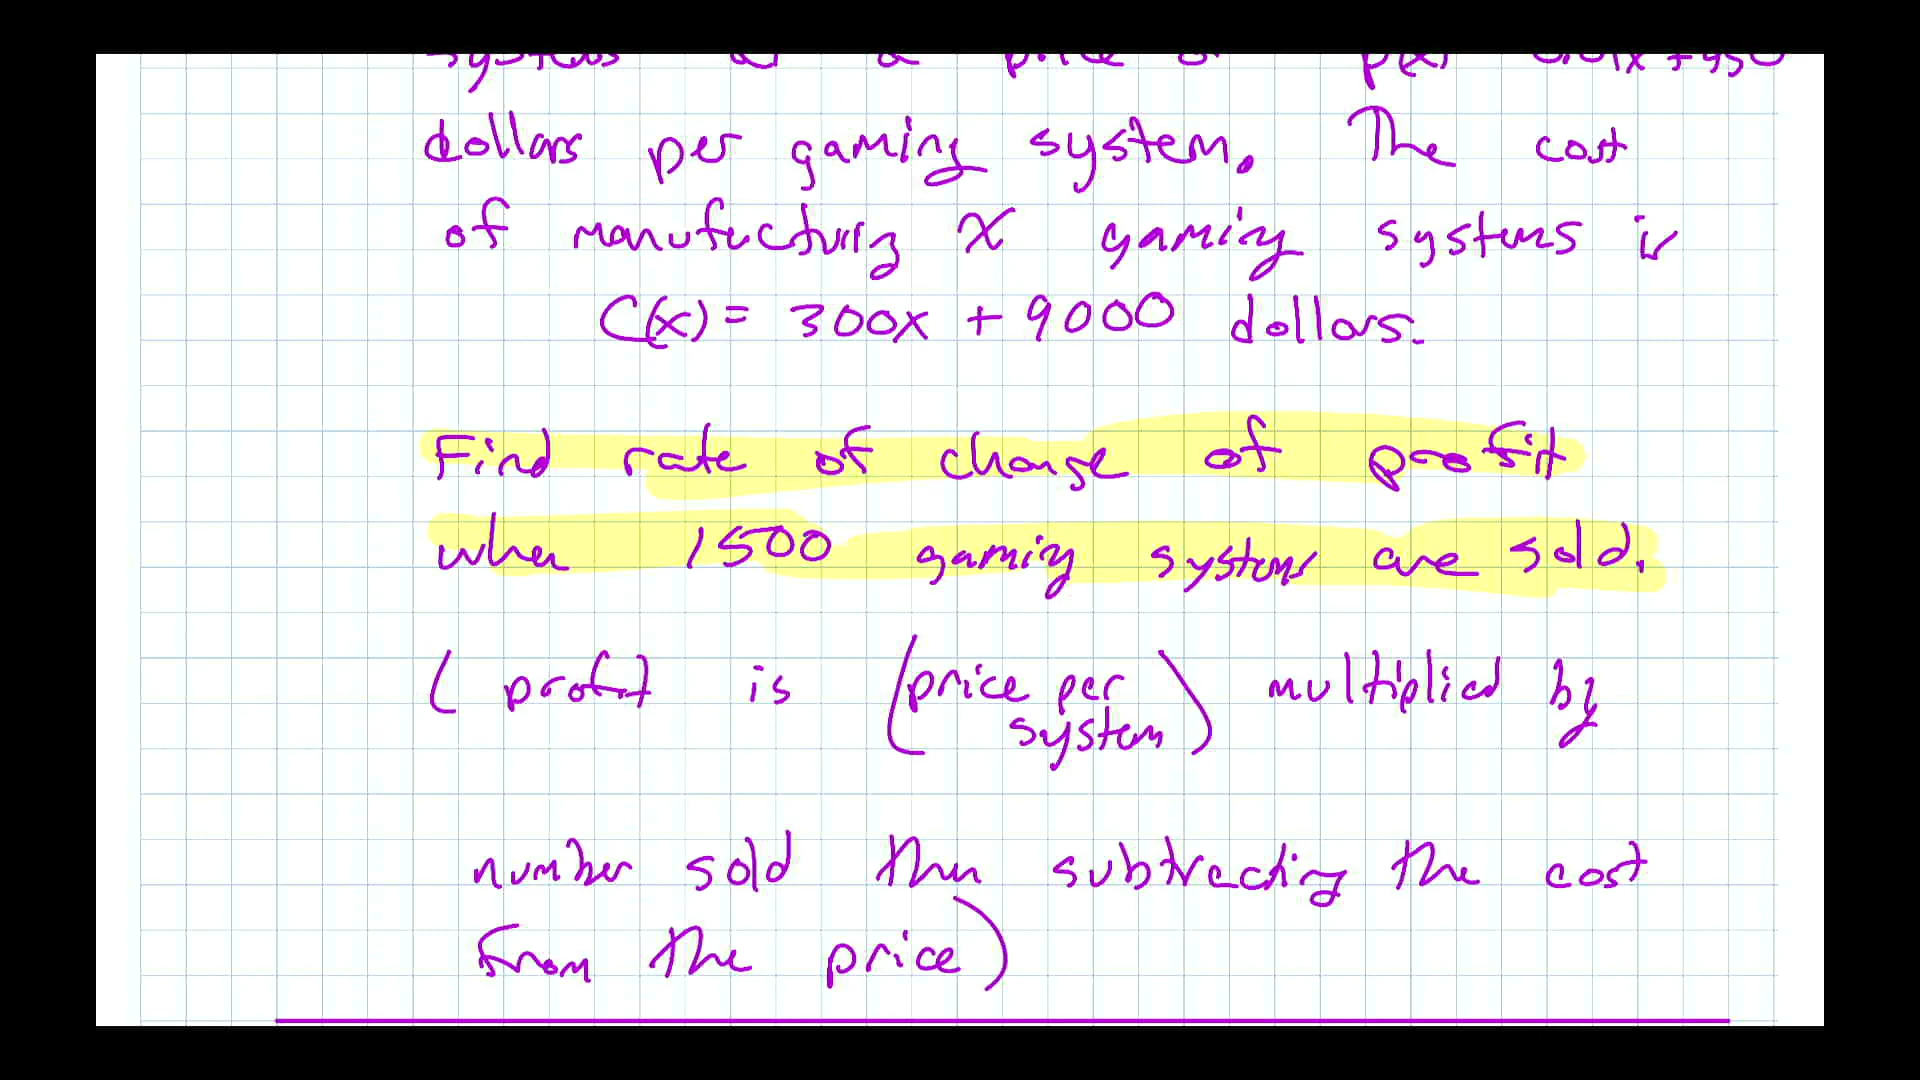 dollars per gaming system. The cost
of manufacturing x gaming systems is
C(x) = 300x + 9000 dollars.
Find rate of change of profit
when 1500 gaming systems are sold.
( profit is (price per system) multiplied by
number sold then subtracting the cost
from the price)